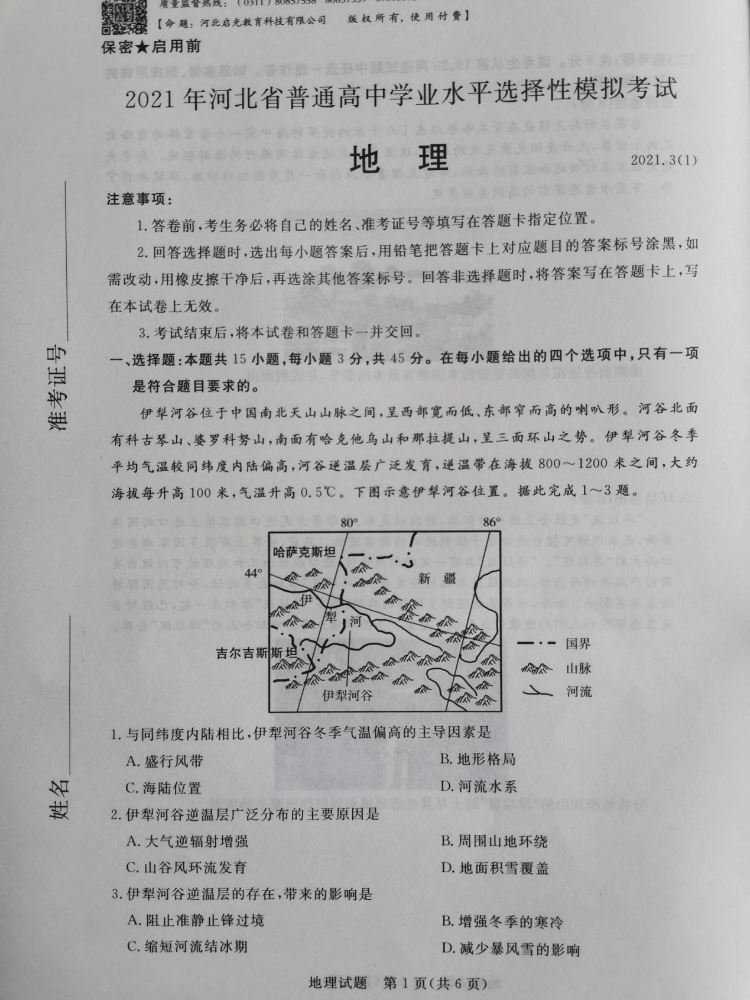 质量监督热线：(0311)80857558
【命题：河北启光教育科技有限公司 版权所有，使用付费】
保密★启用前
2021年河北省普通高中学业水平选择性模拟考试
地 理
2021.3(1)
注意事项：
1.答卷前，考生务必将自己的姓名、准考证号等填写在答题卡指定位置。
2.回答选择题时，选出每小题答案后，用铅笔把答题卡上对应题目的答案标号涂黑，如
需改动，用橡皮擦干净后，再选涂其他答案标号。回答非选择题时，将答案写在答题卡上，写
在本试卷上无效。
3.考试结束后，将本试卷和答题卡一并交回。
一、选择题：本题共15小题，每小题3分，共45分。在每小题给出的四个选项中，只有一项
是符合题目要求的。
伊犁河谷位于中国南北天山山脉之间，呈西部宽而低、东部窄而高的喇叭形。河谷北面
有科古琴山、婆罗科努山，南面有哈克他乌山和那拉提山，呈三面环山之势。伊犁河谷冬季
平均气温较同纬度内陆偏高，河谷逆温层广泛发育，逆温带在海拔800～1200米之间，大约
海拔每升高100米，气温升高0.5℃。下图示意伊犁河谷位置。据此完成1～3题。
80° 86°
哈萨克斯坦
44°
新 疆
伊
犁 河
吉尔吉斯斯坦
伊犁河谷
国界
山脉
河流
1.与同纬度内陆相比，伊犁河谷冬季气温偏高的主导因素是
A.盛行风带 B.地形格局
C.海陆位置 D.河流水系
2.伊犁河谷逆温层广泛分布的主要原因是
A.大气逆辐射增强 B.周围山地环绕
C.山谷风环流发育 D.地面积雪覆盖
3.伊犁河谷逆温层的存在，带来的影响是
A.阻止准静止锋过境 B.增强冬季的寒冷
C.缩短河流结冰期 D.减少暴风雪的影响
地理试题 第1页（共6页）
准考证号
姓名